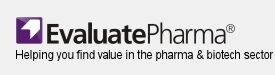 EvaluatePharma®
Helping you find value in the pharma & biotech sector